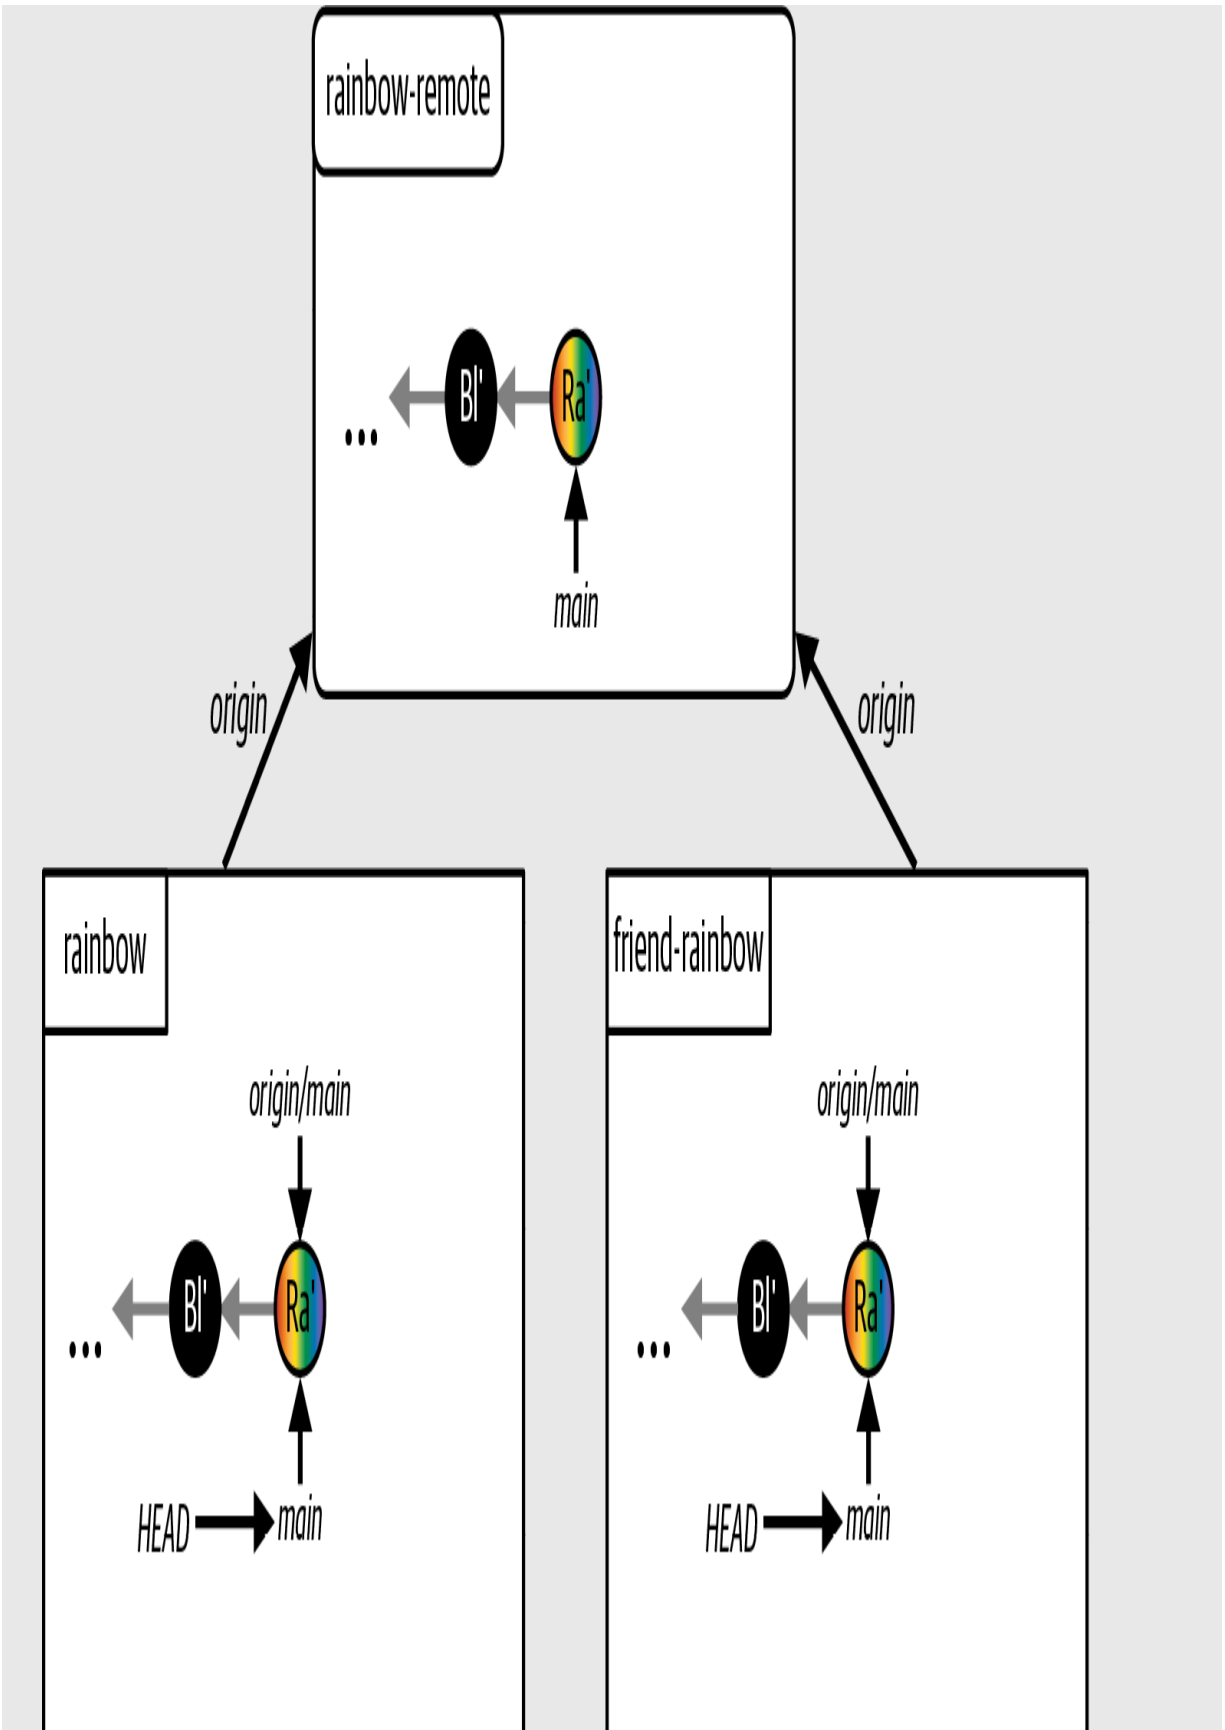 rainbow-remote
... Bl' Ra'
main
origin origin
rainbow friend-rainbow
origin/main origin/main
... Bl' Ra' ... Bl' Ra'
HEAD main HEAD main